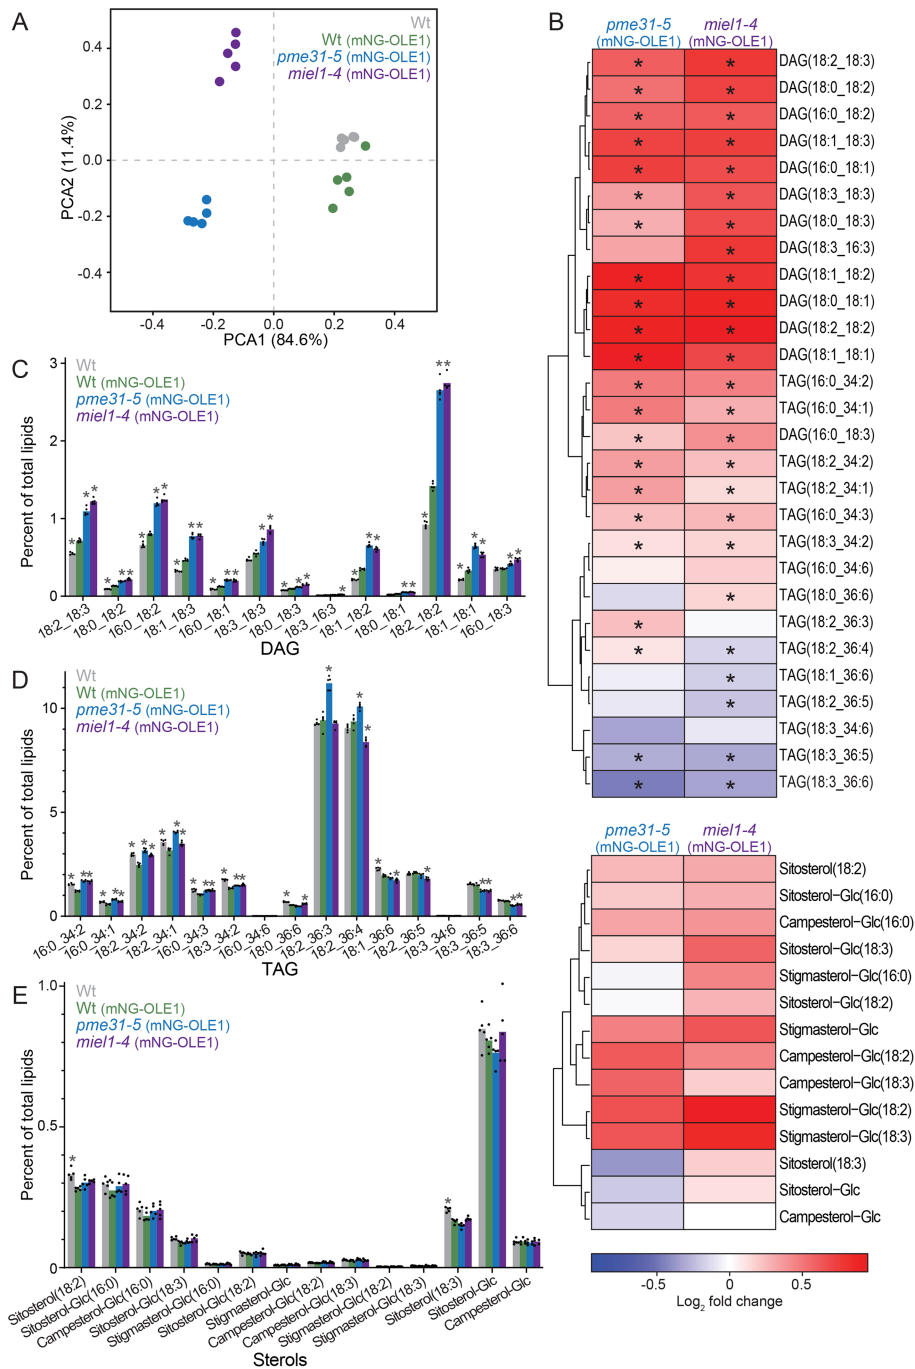 A
Wt
Wt (mNG-OLE1)
pme31-5 (mNG-OLE1)
miel1-4 (mNG-OLE1)
PCA2 (11.4%)
0.4
0.2
0.0
-0.2
-0.4
-0.4
-0.2
0.0
0.2
0.4
PCA1 (84.6%)
B
pme31-5
(mNG-OLE1)
miel1-4
(mNG-OLE1)
* * DAG(18:2_18:3)
* * DAG(18:0_18:2)
* * DAG(16:0_18:2)
* * DAG(18:1_18:3)
* * DAG(16:0_18:1)
* * DAG(18:3_18:3)
* * DAG(18:0_18:3)
* DAG(18:3_16:3)
* * DAG(18:1_18:2)
* * DAG(18:0_18:1)
* * DAG(18:2_18:2)
* * DAG(18:1_18:1)
* * TAG(16:0_34:2)
* * TAG(16:0_34:1)
* * DAG(16:0_18:3)
* * TAG(18:2_34:2)
* * TAG(18:2_34:1)
* * TAG(16:0_34:3)
* * TAG(18:3_34:2)
TAG(16:0_34:6)
* TAG(18:0_36:6)
* TAG(18:2_36:3)
* * TAG(18:2_36:4)
* TAG(18:1_36:6)
* TAG(18:2_36:5)
TAG(18:3_34:6)
* * TAG(18:3_36:5)
* * TAG(18:3_36:6)
pme31-5
(mNG-OLE1)
miel1-4
(mNG-OLE1)
Sitosterol(18:2)
Sitosterol−Glc(16:0)
Campesterol−Glc(16:0)
Sitosterol−Glc(18:3)
Stigmasterol−Glc(16:0)
Sitosterol−Glc(18:2)
Stigmasterol−Glc
Campesterol−Glc(18:2)
Campesterol−Glc(18:3)
Stigmasterol−Glc(18:2)
Stigmasterol−Glc(18:3)
Sitosterol(18:3)
Sitosterol−Glc
Campesterol−Glc
-0.5
0
0.5
Log2 fold change
C
Wt
Wt (mNG-OLE1)
pme31-5 (mNG-OLE1)
miel1-4 (mNG-OLE1)
Percent of total lipids
3
2
1
0
18:2_18:3
18:0_18:2
16:0_18:2
18:1_18:3
16:0_18:1
18:3_18:3
18:0_18:3
18:3_16:3
18:1_18:2
18:0_18:1
18:2_18:2
18:1_18:1
16:0_18:3
DAG
D
Wt
Wt (mNG-OLE1)
pme31-5 (mNG-OLE1)
miel1-4 (mNG-OLE1)
Percent of total lipids
10
5
0
16:0_34:2
16:0_34:1
18:2_34:2
18:2_34:1
16:0_34:3
18:3_34:2
16:0_34:6
18:0_36:6
18:2_36:3
18:2_36:4
18:1_36:6
18:2_36:5
18:3_34:6
18:3_36:5
18:3_36:6
TAG
E
Wt
Wt (mNG-OLE1)
pme31-5 (mNG-OLE1)
miel1-4 (mNG-OLE1)
Percent of total lipids
1.0
0.5
0
Sitosterol(18:2)
Sitosterol-Glc(16:0)
Campesterol-Glc(16:0)
Sitosterol-Glc(18:3)
Stigmasterol-Glc(16:0)
Sitosterol-Glc(18:2)
Stigmasterol-Glc
Campesterol-Glc(18:2)
Campesterol-Glc(18:3)
Stigmasterol-Glc(18:2)
Stigmasterol-Glc(18:3)
Sitosterol(18:3)
Sitosterol-Glc
Campesterol-Glc
Sterols